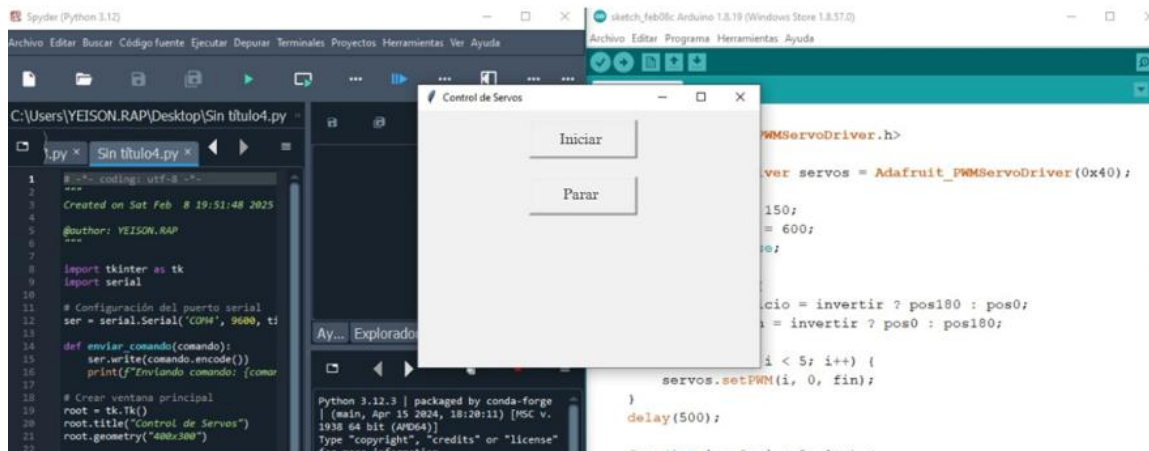 Spyder (Python 3.12)
Archivo Editar Buscar Código fuente Ejecutar Depurar Terminales Proyectos Herramientas Ver Ayuda
C:\Users\YEISON.RAP\Desktop\Sin título4.py
).py × Sin título4.py ×
1 # -*- coding: utf-8 -*-
2 """
3 Created on Sat Feb 8 19:51:48 2025
4
5 @author: YEISON.RAP
6 """
7
8 import tkinter as tk
9 import serial
10
11 # Configuración del puerto serial
12 ser = serial.Serial('COM4', 9600, ti
13
14 def enviar_comando(comando):
15 ser.write(comando.encode())
16 print(f"Enviando comando: {comar
17
18 # Crear ventana principal
19 root = tk.Tk()
20 root.title("Control de Servos")
21 root.geometry("400x300")
22
Ay... Explorado
Python 3.12.3 | packaged by conda-forge
| (main, Apr 15 2024, 18:20:11) [MSC v.
1938 64 bit (AMD64)]
Type "copyright", "credits" or "license"
Control de Servos
Iniciar
Parar
sketch_feb08c Arduino 1.8.19 (Windows Store 1.8.57.0)
Archivo Editar Programa Herramientas Ayuda
PWMServoDriver.h>
ver servos = Adafruit_PWMServoDriver(0x40);
150;
= 600;
se;
{
cio = invertir ? pos180 : pos0;
= invertir ? pos0 : pos180;
i < 5; i++) {
servos.setPWM(i, 0, fin);
}
delay(500);